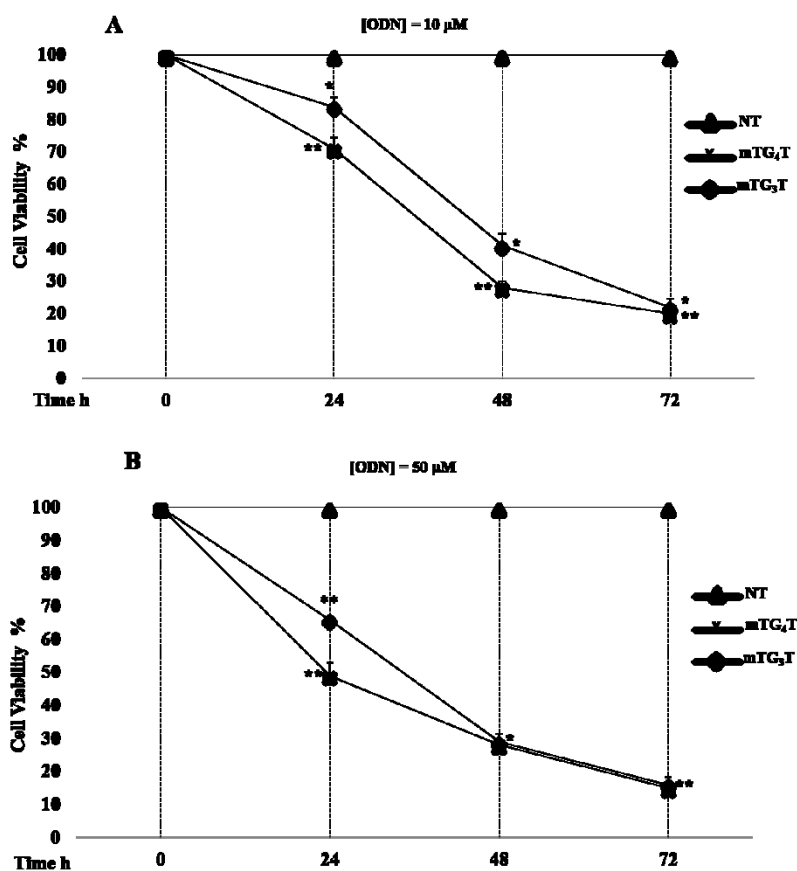 A
[ODN] = 10 μM
100
90
80
70
60
50
40
30
20
10
0
Cell Viability %
*
**
*
**
*
**
NT
mTG₄T
mTG₃T
Time h
0
24
48
72
B
[ODN] = 50 μM
100
90
80
70
60
50
40
30
20
10
0
Cell Viability %
**
**
*
**
NT
mTG₄T
mTG₃T
Time h
0
24
48
72